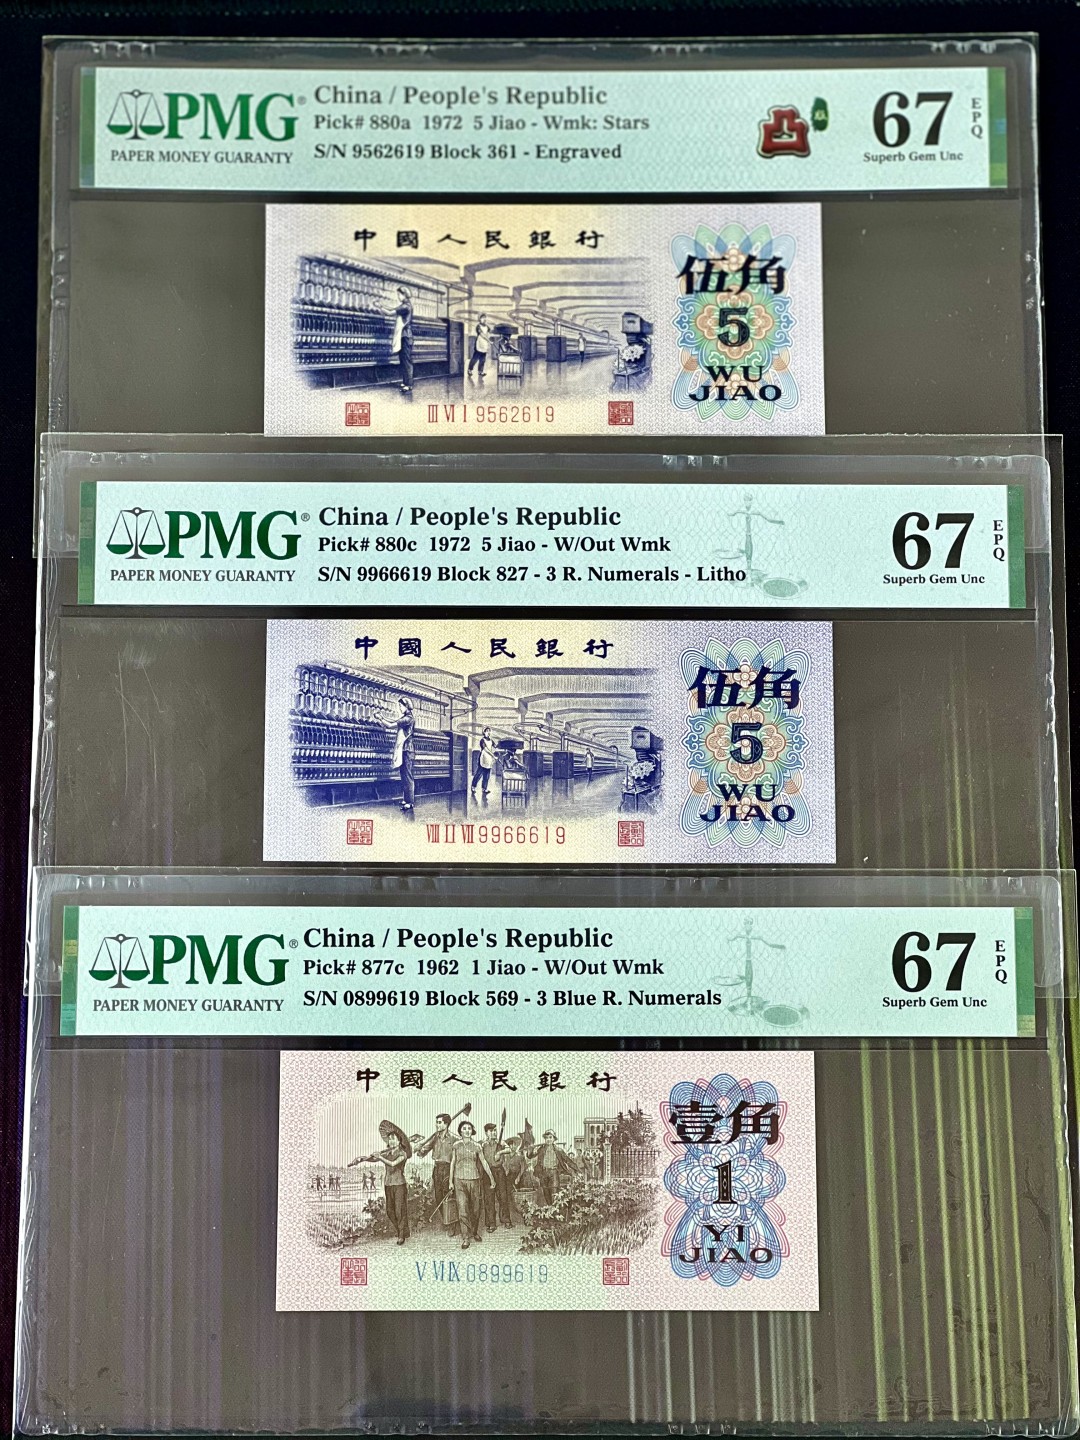 PMG®
PAPER MONEY GUARANTY
China / People's Republic
Pick# 880a 1972 5 Jiao - Wmk: Stars
S/N 9562619 Block 361 - Engraved
67
EPQ
Superb Gem Unc
中國人民銀行
伍角
5
WU
JIAO
III VI I 9562619
PMG®
PAPER MONEY GUARANTY
China / People's Republic
Pick# 880c 1972 5 Jiao - W/Out Wmk
S/N 9966619 Block 827 - 3 R. Numerals - Litho
67
EPQ
Superb Gem Unc
中國人民銀行
伍角
5
WU
JIAO
VIII II VII 9966619
PMG®
PAPER MONEY GUARANTY
China / People's Republic
Pick# 877c 1962 1 Jiao - W/Out Wmk
S/N 0899619 Block 569 - 3 Blue R. Numerals
67
EPQ
Superb Gem Unc
中國人民銀行
壹角
1
YI
JIAO
V VI IX 0899619